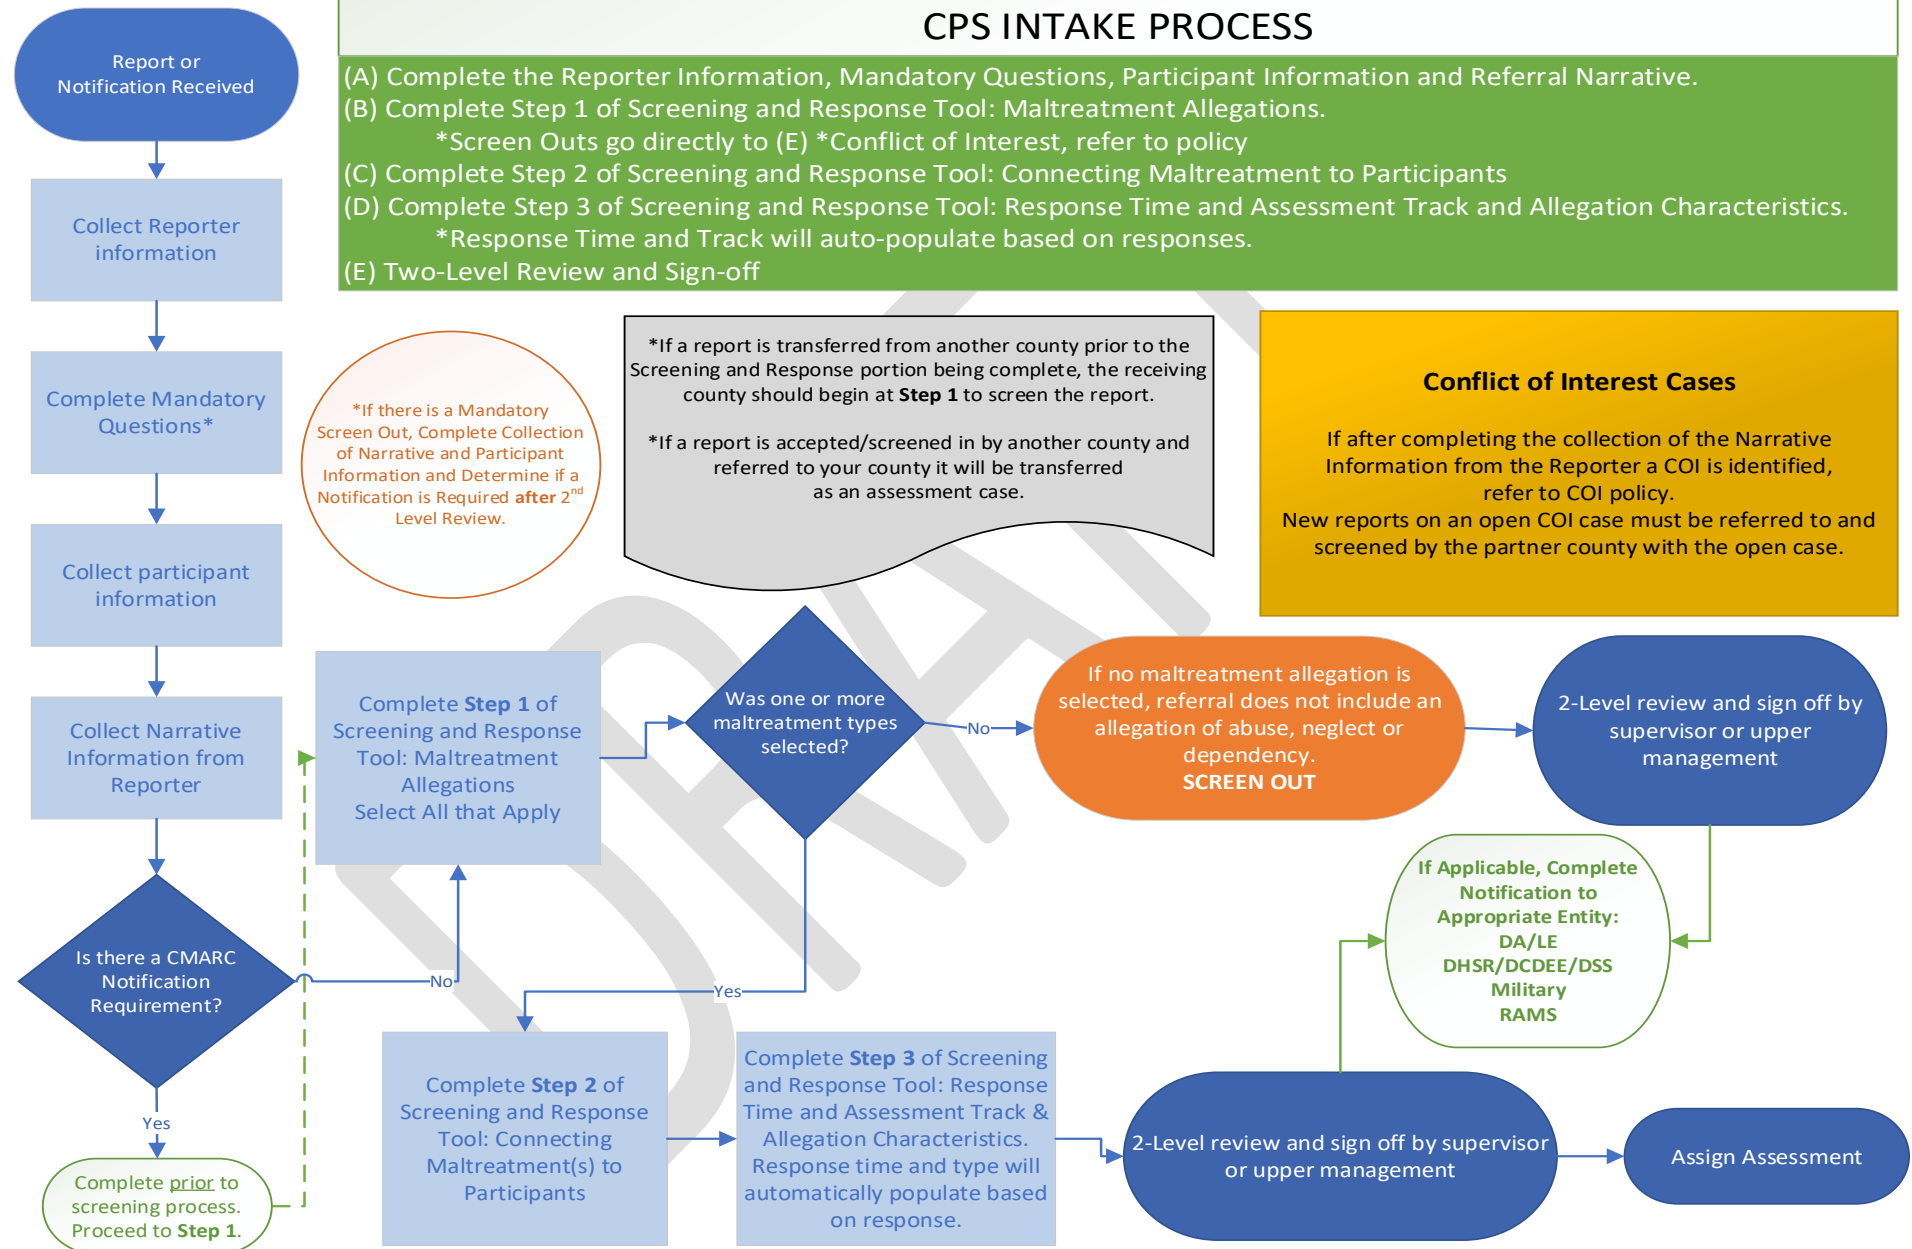 CPS INTAKE PROCESS
(A) Complete the Reporter Information, Mandatory Questions, Participant Information and Referral Narrative.
(B) Complete Step 1 of Screening and Response Tool: Maltreatment Allegations.
*Screen Outs go directly to (E) *Conflict of Interest, refer to policy
(C) Complete Step 2 of Screening and Response Tool: Connecting Maltreatment to Participants
(D) Complete Step 3 of Screening and Response Tool: Response Time and Assessment Track and Allegation Characteristics.
*Response Time and Track will auto-populate based on responses.
(E) Two-Level Review and Sign-off
Report or
Notification Received
Collect Reporter
information
Complete Mandatory
Questions*
Collect participant
information
Collect Narrative
Information from
Reporter
Is there a CMARC
Notification
Requirement?
No
Yes
Complete prior to
screening process.
Proceed to Step 1.
*If there is a Mandatory
Screen Out, Complete Collection
of Narrative and Participant
Information and Determine if a
Notification is Required after 2nd
Level Review.
*If a report is transferred from another county prior to the
Screening and Response portion being complete, the receiving
county should begin at Step 1 to screen the report.
*If a report is accepted/screened in by another county and
referred to your county it will be transferred
as an assessment case.
Conflict of Interest Cases
If after completing the collection of the Narrative
Information from the Reporter a COI is identified,
refer to COI policy.
New reports on an open COI case must be referred to and
screened by the partner county with the open case.
Complete Step 1 of
Screening and Response
Tool: Maltreatment
Allegations
Select All that Apply
Was one or more
maltreatment types
selected?
No
If no maltreatment allegation is
selected, referral does not include an
allegation of abuse, neglect or
dependency.
SCREEN OUT
2-Level review and sign off by
supervisor or upper
management
If Applicable, Complete
Notification to
Appropriate Entity:
DA/LE
DHSR/DCDEE/DSS
Military
RAMS
Yes
Complete Step 2 of
Screening and Response
Tool: Connecting
Maltreatment(s) to
Participants
Complete Step 3 of Screening
and Response Tool: Response
Time and Assessment Track &
Allegation Characteristics.
Response time and type will
automatically populate based
on response.
2-Level review and sign off by supervisor
or upper management
Assign Assessment
DRAFT